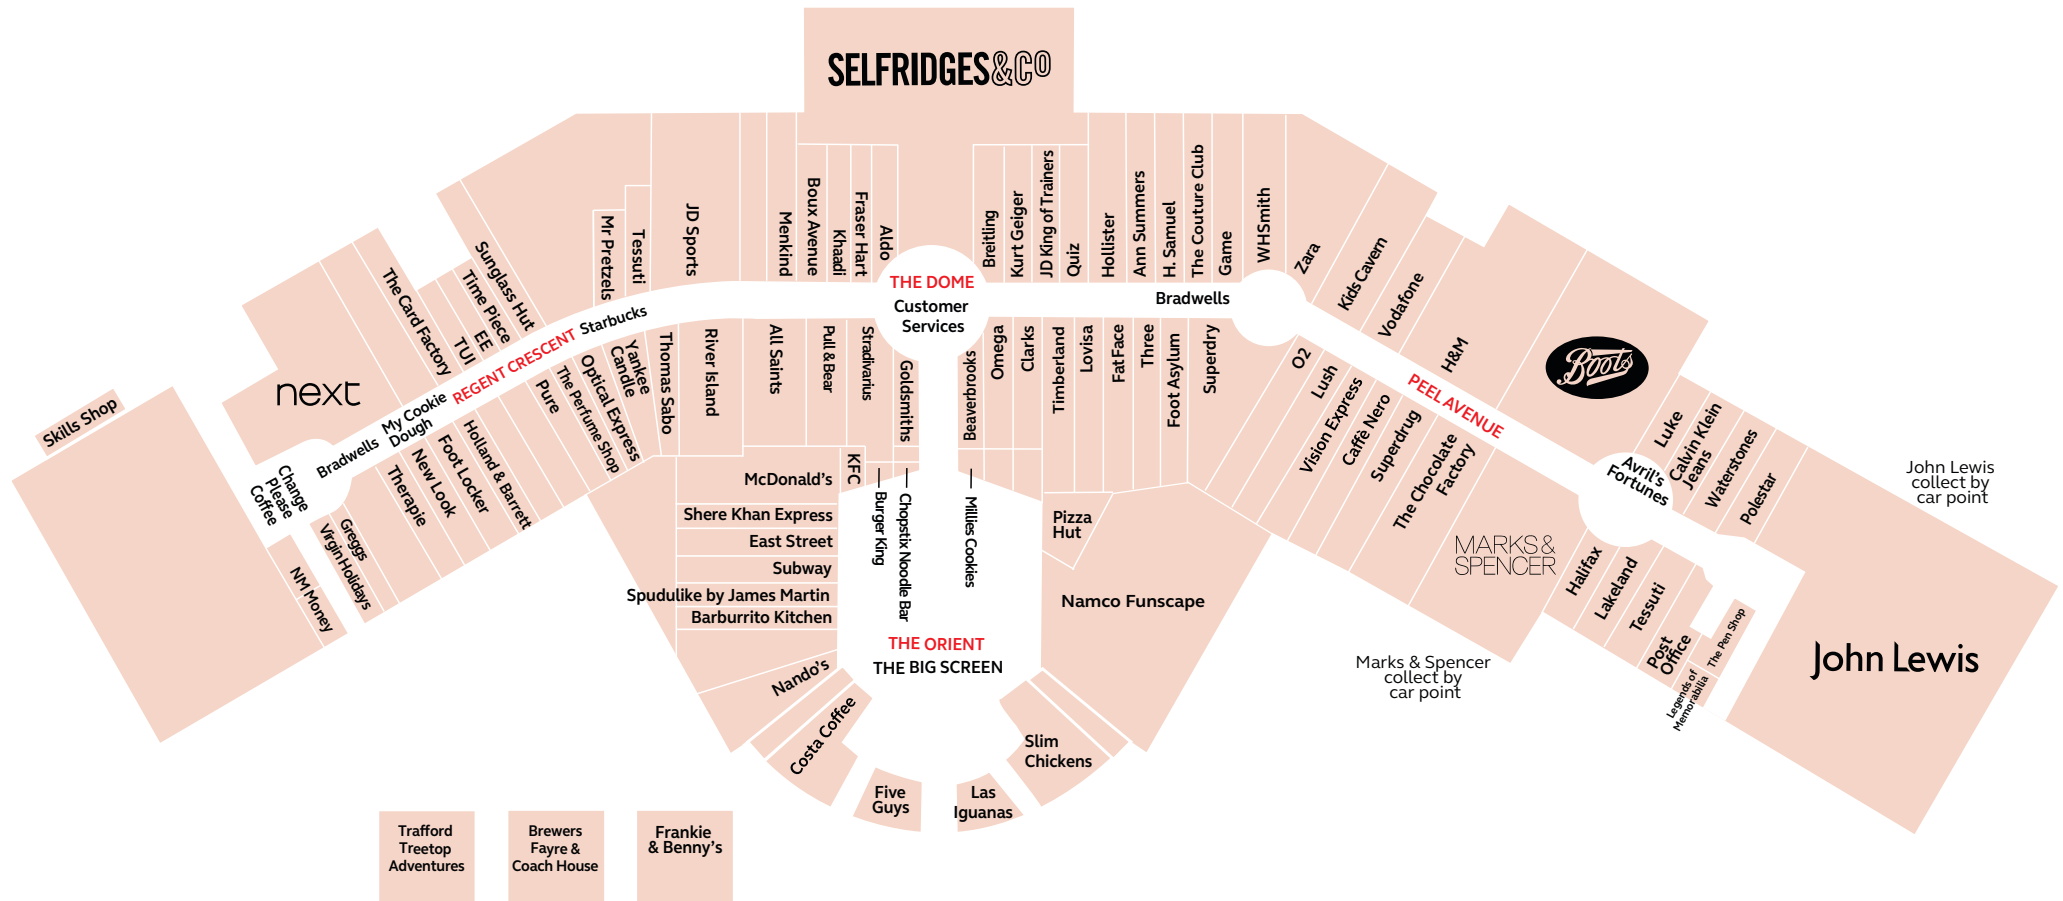 SELFRIDGES&CO
Skills Shop
next
The Card Factory
TUI
EE
Time Piece
Sunglass Hut
Mr Pretzels
Tessuti
JD Sports
Menkind
Boux Avenue
Khaadi
Fraser Hart
Aldo
THE DOME
Customer
Services
Breitling
Kurt Geiger
JD King of Trainers
Quiz
Hollister
Ann Summers
H. Samuel
The Couture Club
Game
WHSmith
Zara
Kids Cavern
Vodafone
H&M
Boots
Luke
Calvin Klein
Jeans
Waterstones
Polestar
John Lewis
collect by
car point
Change
Please
Coffee
Bradwells
My Cookie
Dough
REGENT CRESCENT
Starbucks
Bradwells
PEEL AVENUE
Avril's
Fortunes
NM Money
Virgin Holidays
Greggs
Therapie
New Look
Foot Locker
Holland & Barrett
Pure
The Perfume Shop
Optical Express
Yankee
Candle
Thomas Sabo
River Island
All Saints
Pull & Bear
Stradivarius
Goldsmiths
Beaverbrooks
Omega
Clarks
Timberland
Lovisa
Fat Face
Three
Foot Asylum
Superdry
O2
Lush
Vision Express
Caffè Nero
Superdrug
The Chocolate
Factory
MARKS &
SPENCER
Halifax
Lakeland
Tessuti
Post
Office
The Pen Shop
Legends of
Memorabilia
John Lewis
McDonald's
KFC
Burger King
Chopstix Noodle Bar
Millies Cookies
Shere Khan Express
East Street
Subway
Spudulike by James Martin
Barburrito Kitchen
Nando's
Pizza
Hut
Namco Funscape
THE ORIENT
THE BIG SCREEN
Marks & Spencer
collect by
car point
Costa Coffee
Five
Guys
Las
Iguanas
Slim
Chickens
Trafford
Treetop
Adventures
Brewers
Fayre &
Coach House
Frankie
& Benny's